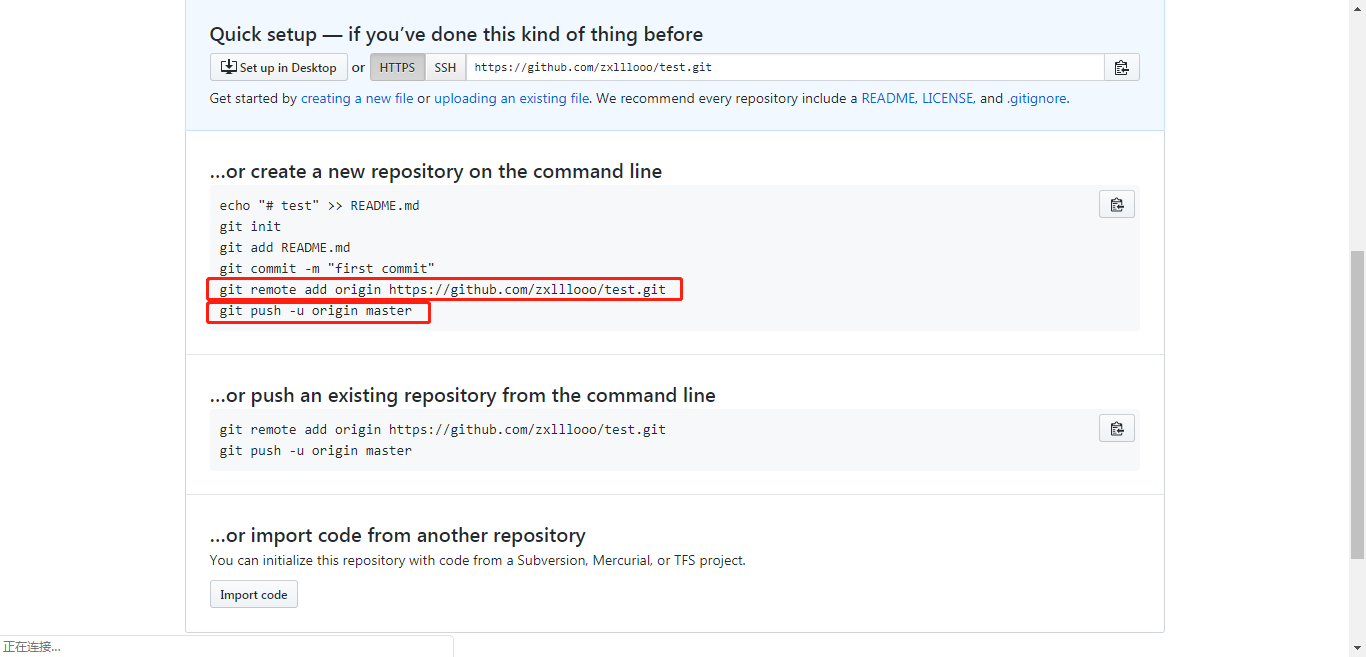 Quick setup — if you’ve done this kind of thing before
Set up in Desktop or HTTPS SSH https://github.com/zxlllooo/test.git
Get started by creating a new file or uploading an existing file. We recommend every repository include a README, LICENSE, and .gitignore.
…or create a new repository on the command line
echo "# test" >> README.md
git init
git add README.md
git commit -m "first commit"
git remote add origin https://github.com/zxlllooo/test.git
git push -u origin master
…or push an existing repository from the command line
git remote add origin https://github.com/zxlllooo/test.git
git push -u origin master
…or import code from another repository
You can initialize this repository with code from a Subversion, Mercurial, or TFS project.
Import code
正在连接...